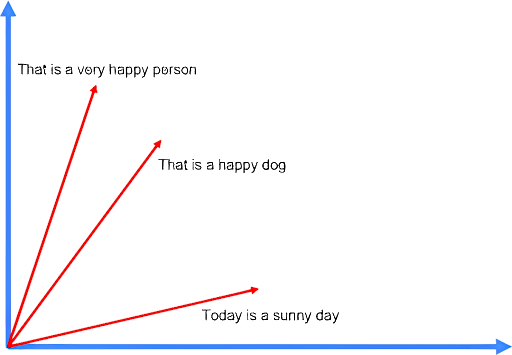 That is a very happy person
That is a happy dog
Today is a sunny day